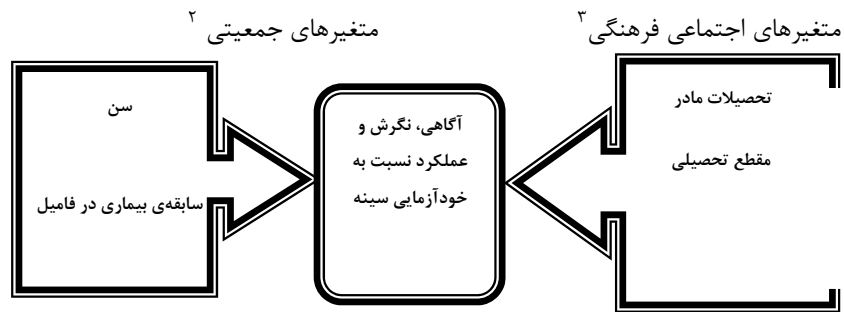 متغیرهای اجتماعی فرهنگی ۳
متغیرهای جمعیتی ۲
تحصیلات مادر
مقطع تحصیلی
آگاهی، نگرش و
عملکرد نسبت به
خودآزمایی سینه
سن
سابقه‌ی بیماری در فامیل